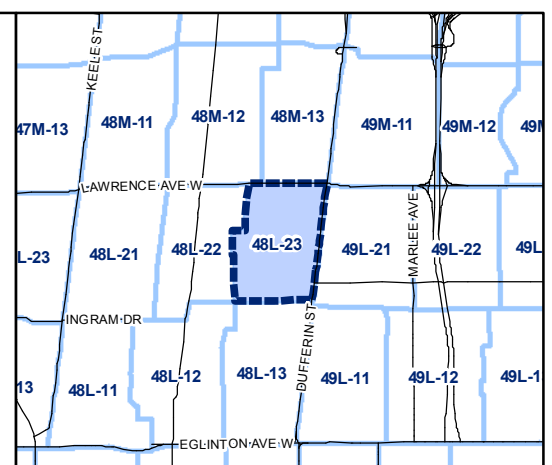 KEELE ST
47M-13
48M-11
48M-12
48M-13
49M-11
49M-12
49M
LAWRENCE AVE W
L-23
48L-21
48L-22
48L-23
49L-21
MARLEE AVE
49L-22
49L
INGRAM DR
DUFFERIN ST
13
48L-11
48L-12
48L-13
49L-11
49L-12
49L-1
EGLINTON AVE W